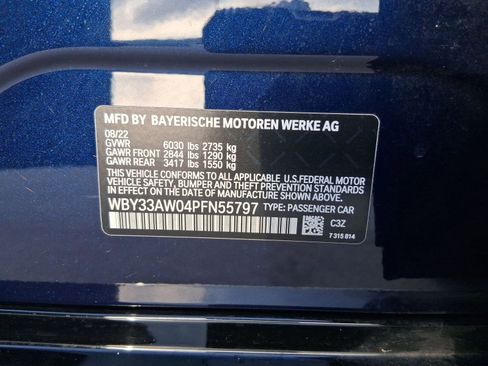 MFD BY BAYERISCHE MOTOREN WERKE AG
08/22
GVWR 6030 lbs 2735 kg
GAWR FRONT 2844 lbs 1290 kg
GAWR REAR 3417 lbs 1550 kg
THIS VEHICLE CONFORMS TO ALL APPLICABLE U.S.FEDERAL MOTOR
VEHICLE SAFETY, BUMPER AND THEFT PREVENTION STANDARDS
IN EFFECT ON THE DATE OF MANUFACTURE SHOWN ABOVE.
WBY33AW04PFN55797 TYPE: PASSENGER CAR
C3Z
7 315 814